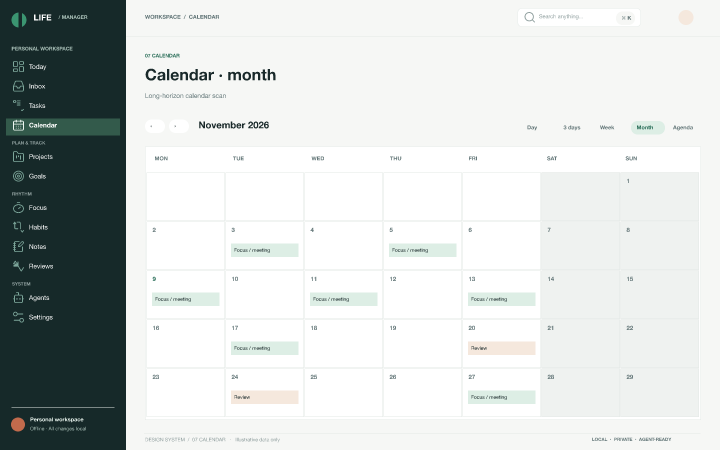 LIFE / MANAGER
PERSONAL WORKSPACE
Today
Inbox
Tasks
Calendar
PLAN & TRACK
Projects
Goals
RHYTHM
Focus
Habits
Notes
Reviews
SYSTEM
Agents
Settings
Personal workspace
Offline · All changes local
WORKSPACE / CALENDAR
Search anything...
⌘ K
07 CALENDAR
Calendar · month
Long-horizon calendar scan
‹ ›
November 2026
Day 3 days Week Month Agenda
MON TUE WED THU FRI SAT SUN
1
2 3 4 5 6 7 8
Focus / meeting Focus / meeting
9 10 11 12 13 14 15
Focus / meeting Focus / meeting Focus / meeting
16 17 18 19 20 21 22
Focus / meeting Review
23 24 25 26 27 28 29
Review Focus / meeting
DESIGN SYSTEM / 07 CALENDAR · Illustrative data only
LOCAL · PRIVATE · AGENT-READY